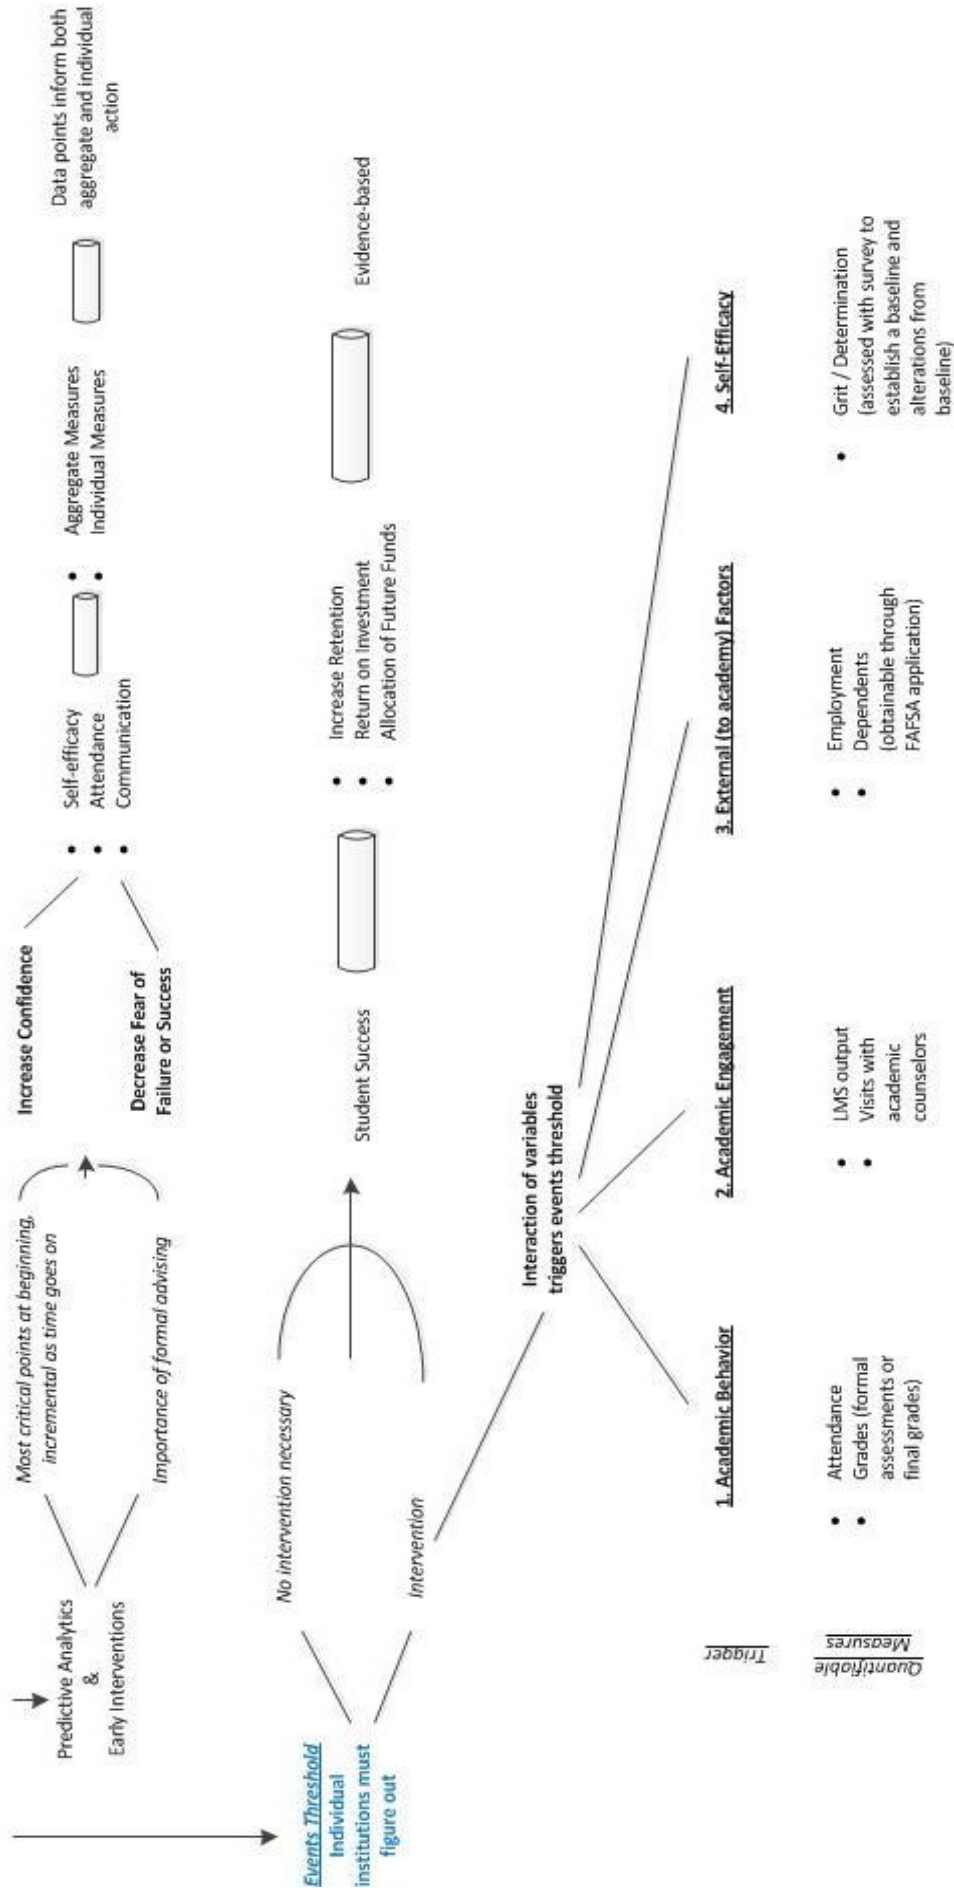 Predictive Analytics
&
Early Interventions
Most critical points at beginning,
incremental as time goes on
Importance of formal advising
Increase Confidence
Decrease Fear of
Failure or Success
• Self-efficacy
• Attendance
• Communication
• Aggregate Measures
• Individual Measures
Data points inform both
aggregate and individual
action
Events Threshold
Individual
institutions must
figure out
No intervention necessary
Intervention
Student Success
• Increase Retention
• Return on Investment
• Allocation of Future Funds
Evidence-based
Interaction of variables
triggers events threshold
Trigger
1. Academic Behavior
2. Academic Engagement
3. External (to academy) Factors
4. Self-Efficacy
Quantifiable
Measures
• Attendance
• Grades (formal
assessments or
final grades)
• LMS output
• Visits with
academic
counselors
• Employment
• Dependents
(obtainable through
FAFSA application)
• Grit / Determination
(assessed with survey to
establish a baseline and
alterations from
baseline)